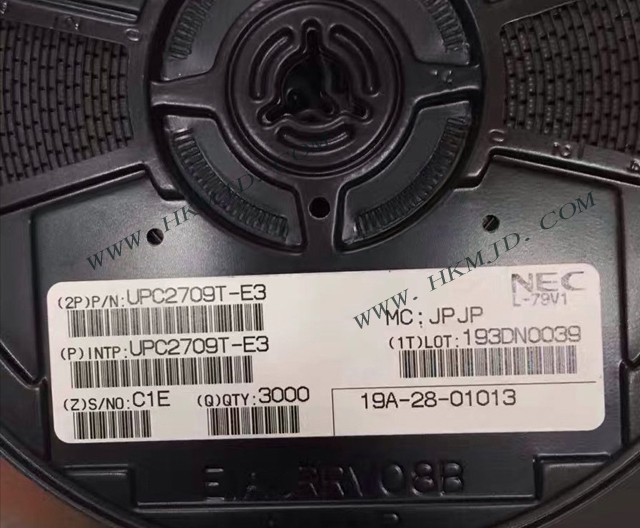 WWW. HKMJD. COM
WWW. HKMJD. COM
NEC
L-79V1
(2P)P/N:UPC2709T-E3
MC:JPJP
(P)INTP:UPC2709T-E3
(1T)LOT:193DN0039
(Z)S/NO:C1E (Q)QTY:3000
19A-28-01013